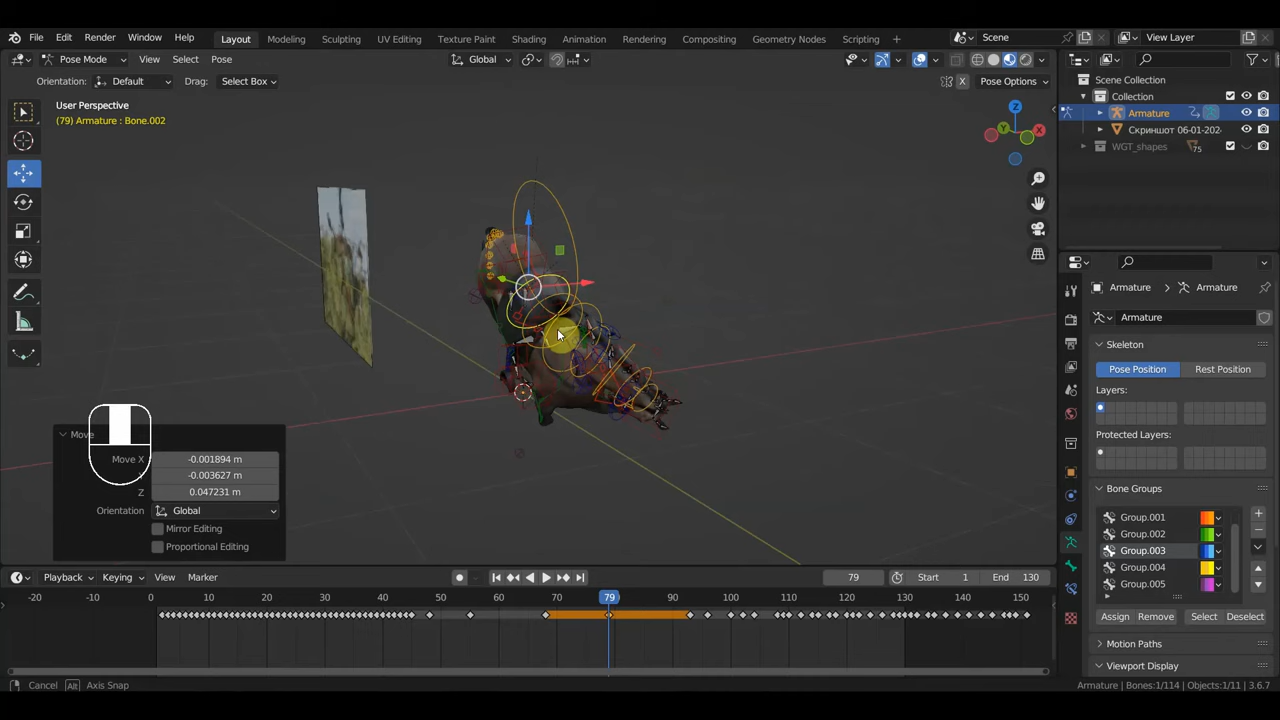 File Edit Render Window Help Layout Modeling Sculpting UV Editing Texture Paint Shading Animation Rendering Compositing Geometry Nodes Scripting + Scene View Layer
Pose Mode View Select Pose Global Pose Options
Orientation: Default Drag: Select Box X
User Perspective
(79) Armature : Bone.002
Scene Collection
Collection
Armature
Скриншот 06-01-202
WGT_shapes 75
Z
Y
X
Armature Armature
Armature
Skeleton
Pose Position Rest Position
Layers:
Protected Layers:
Bone Groups
Group.001
Group.002
Group.003
Group.004
Group.005
Assign Remove Select Deselect
Motion Paths
Viewport Display
Move
Move X -0.001894 m
-0.003627 m
Z 0.047231 m
Orientation Global
Mirror Editing
Proportional Editing
Playback Keying View Marker 79 Start 1 End 130
-20 -10 0 10 20 30 40 50 60 70 79 90 100 110 120 130 140 150
Cancel Alt Axis Snap Armature | Bones:1/114 | Objects:1/11 | 3.6.7